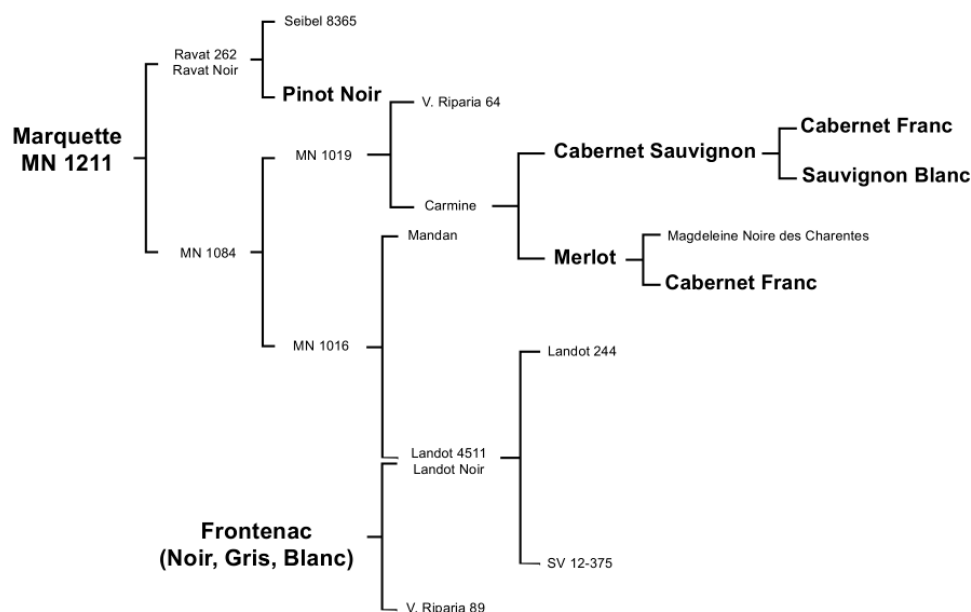 Seibel 8365
Ravat 262
Ravat Noir
Pinot Noir
V. Riparia 64
Marquette
MN 1211
Cabernet Franc
MN 1019
Cabernet Sauvignon
Sauvignon Blanc
Carmine
Mandan
Magdeleine Noire des Charentes
MN 1084
Merlot
Cabernet Franc
MN 1016
Landot 244
Landot 4511
Landot Noir
Frontenac
(Noir, Gris, Blanc)
SV 12-375
V. Riparia 89